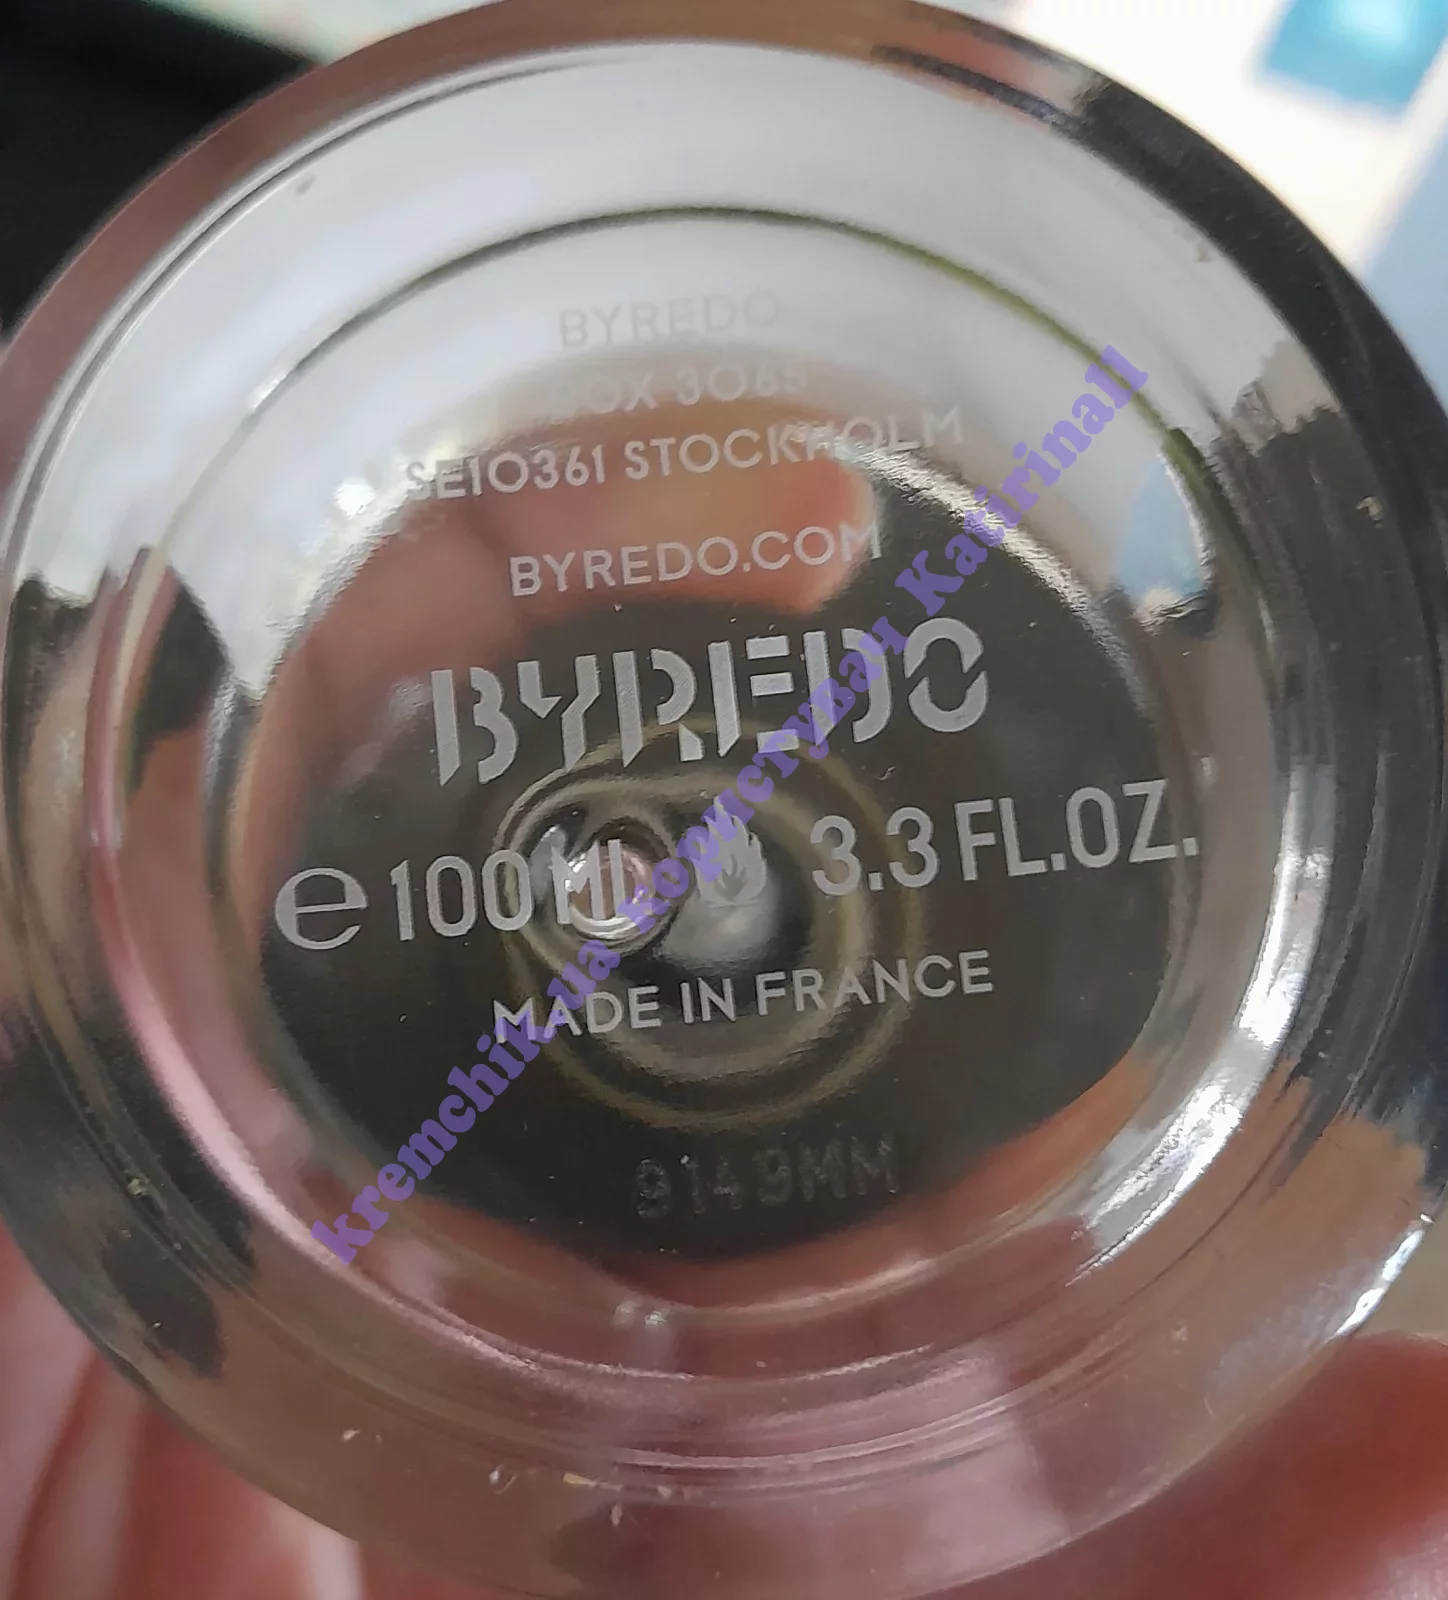 BYREDO
BOX 3065
SE10361 STOCKHOLM
BYREDO.COM
BYREDO
e 100 ML 3.3 FL.OZ.
MADE IN FRANCE
9149MM
kremchik.ua користувач Katirinall